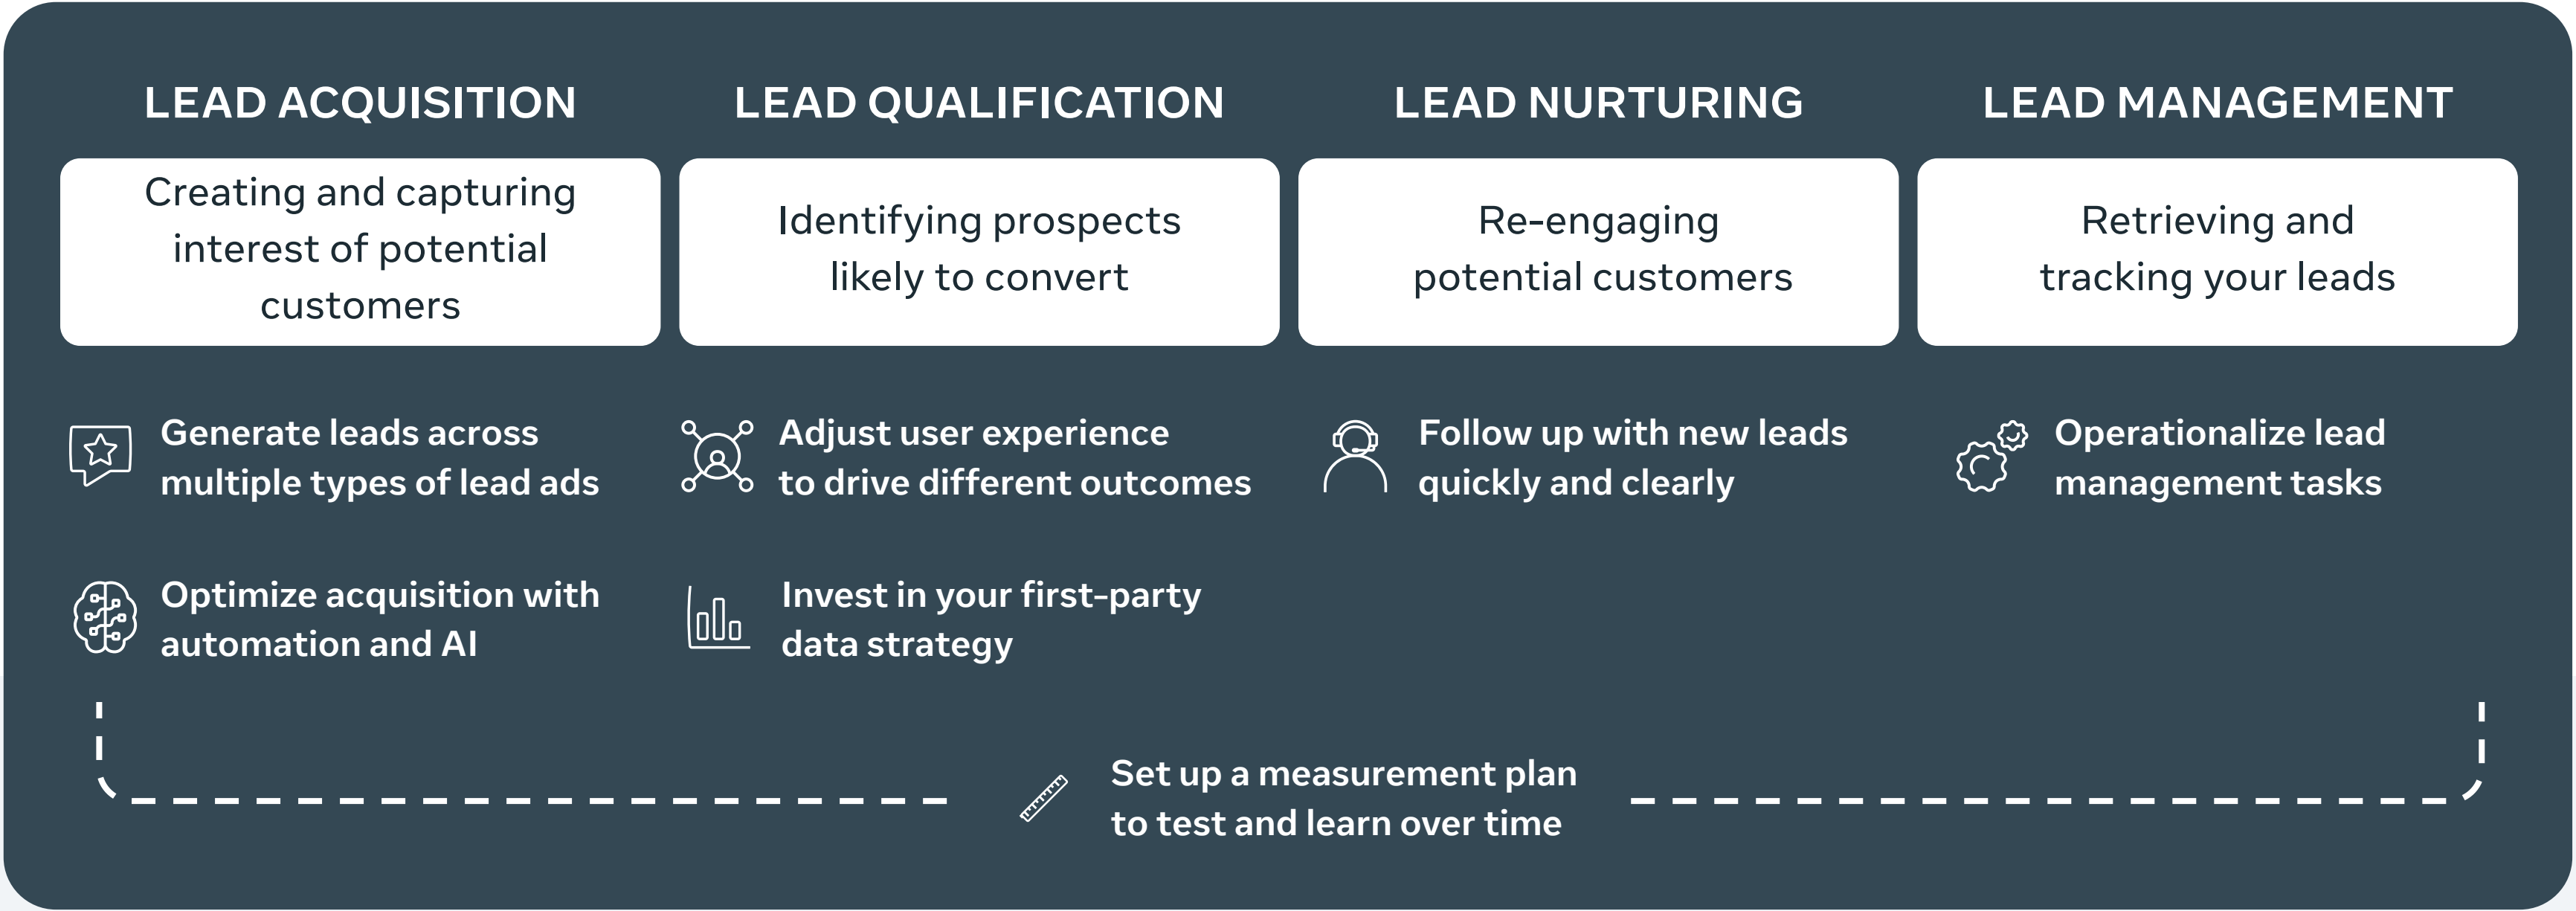 LEAD ACQUISITION
Creating and capturing
interest of potential
customers
Generate leads across
multiple types of lead ads
Optimize acquisition with
automation and AI
LEAD QUALIFICATION
Identifying prospects
likely to convert
Adjust user experience
to drive different outcomes
Invest in your first-party
data strategy
LEAD NURTURING
Re-engaging
potential customers
Follow up with new leads
quickly and clearly
LEAD MANAGEMENT
Retrieving and
tracking your leads
Operationalize lead
management tasks
Set up a measurement plan
to test and learn over time